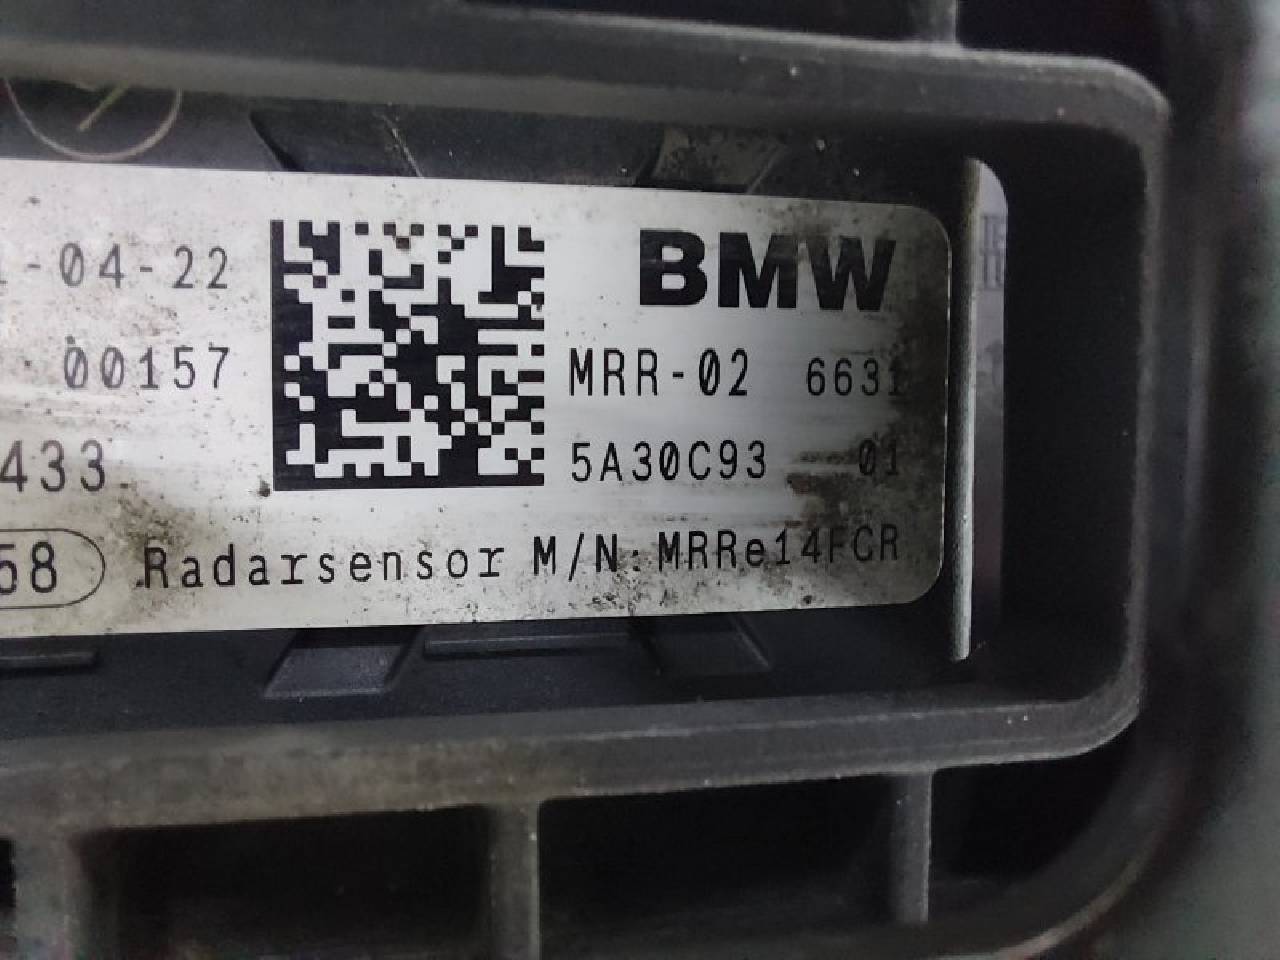 -04-22
BMW
00157
MRR-02 6631
433
5A30C93 01
58 Radarsensor M/N:MRRe14FCR